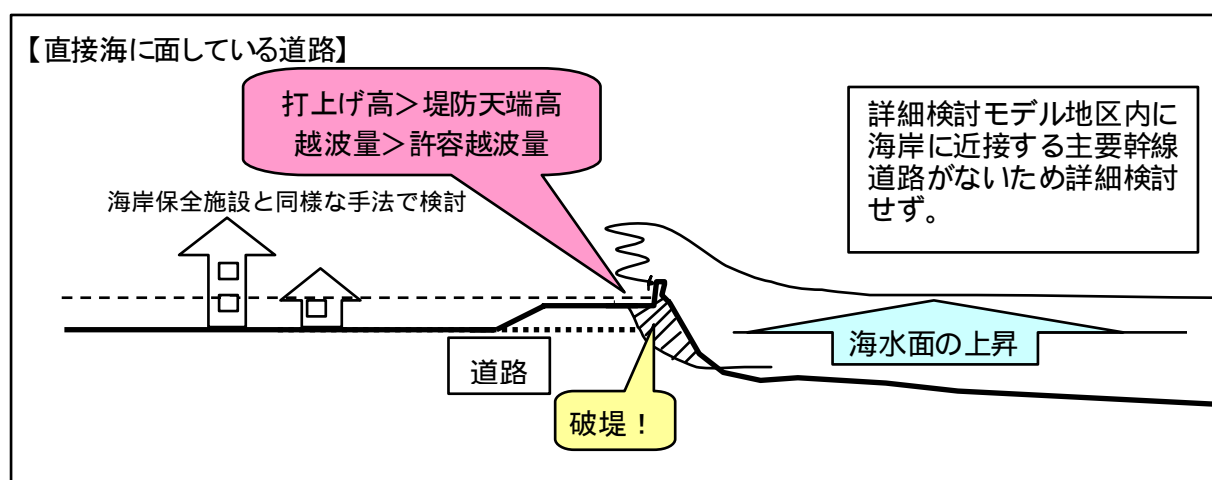 【直接海に面している道路】
打上げ高＞堤防天端高
越波量＞許容越波量
海岸保全施設と同様な手法で検討
詳細検討モデル地区内に
海岸に近接する主要幹線
道路がないため詳細検討
せず。
海水面の上昇
道路
破堤！